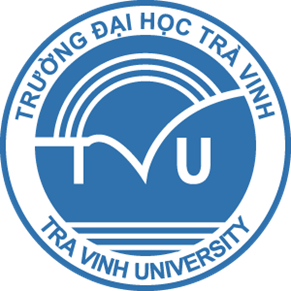 TRƯỜNG ĐẠI HỌC TRÀ VINH
TVU
TRA VINH UNIVERSITY